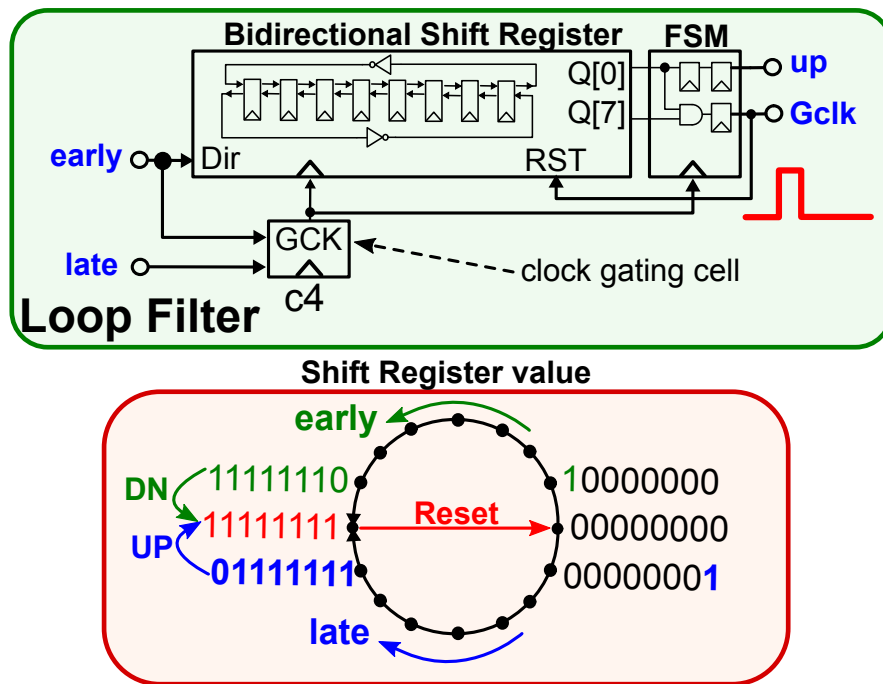 Bidirectional Shift Register
FSM
Q[0]
up
Q[7]
Gclk
early
Dir
RST
GCK
late
clock gating cell
c4
Loop Filter
Shift Register value
early
11111110
10000000
DN
11111111
Reset
00000000
UP
01111111
00000001
late